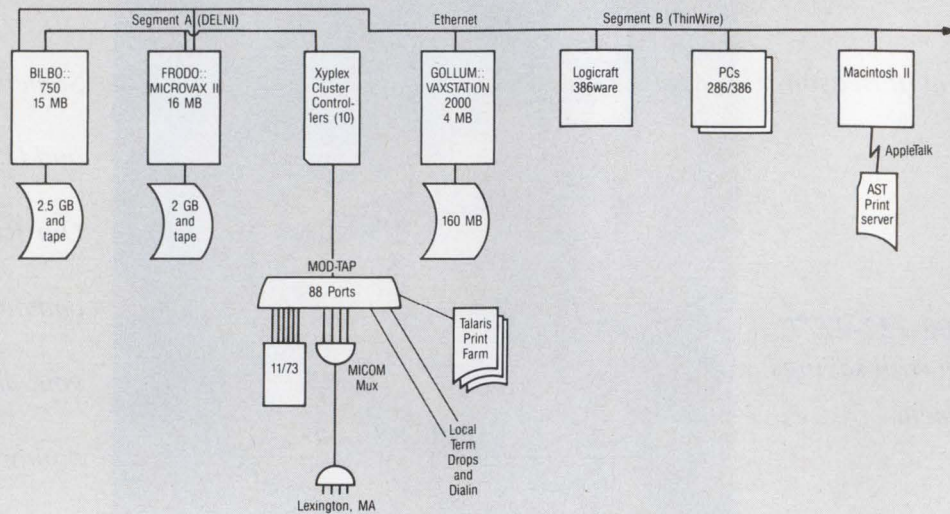 Segment A (DELNI)
Ethernet
Segment B (ThinWire)
BILBO::
750
15 MB
FRODO::
MICROVAX II
16 MB
Xyplex
Cluster
Control-
lers (10)
GOLLUM::
VAXSTATION
2000
4 MB
Logicraft
386ware
PCs
286/386
Macintosh II
AppleTalk
2.5 GB
and
tape
2 GB
and
tape
160 MB
AST
Print
server
MOD-TAP
88 Ports
Talaris
Print
Farm
11/73
MICOM
Mux
Local
Term
Drops
and
Dialin
Lexington, MA